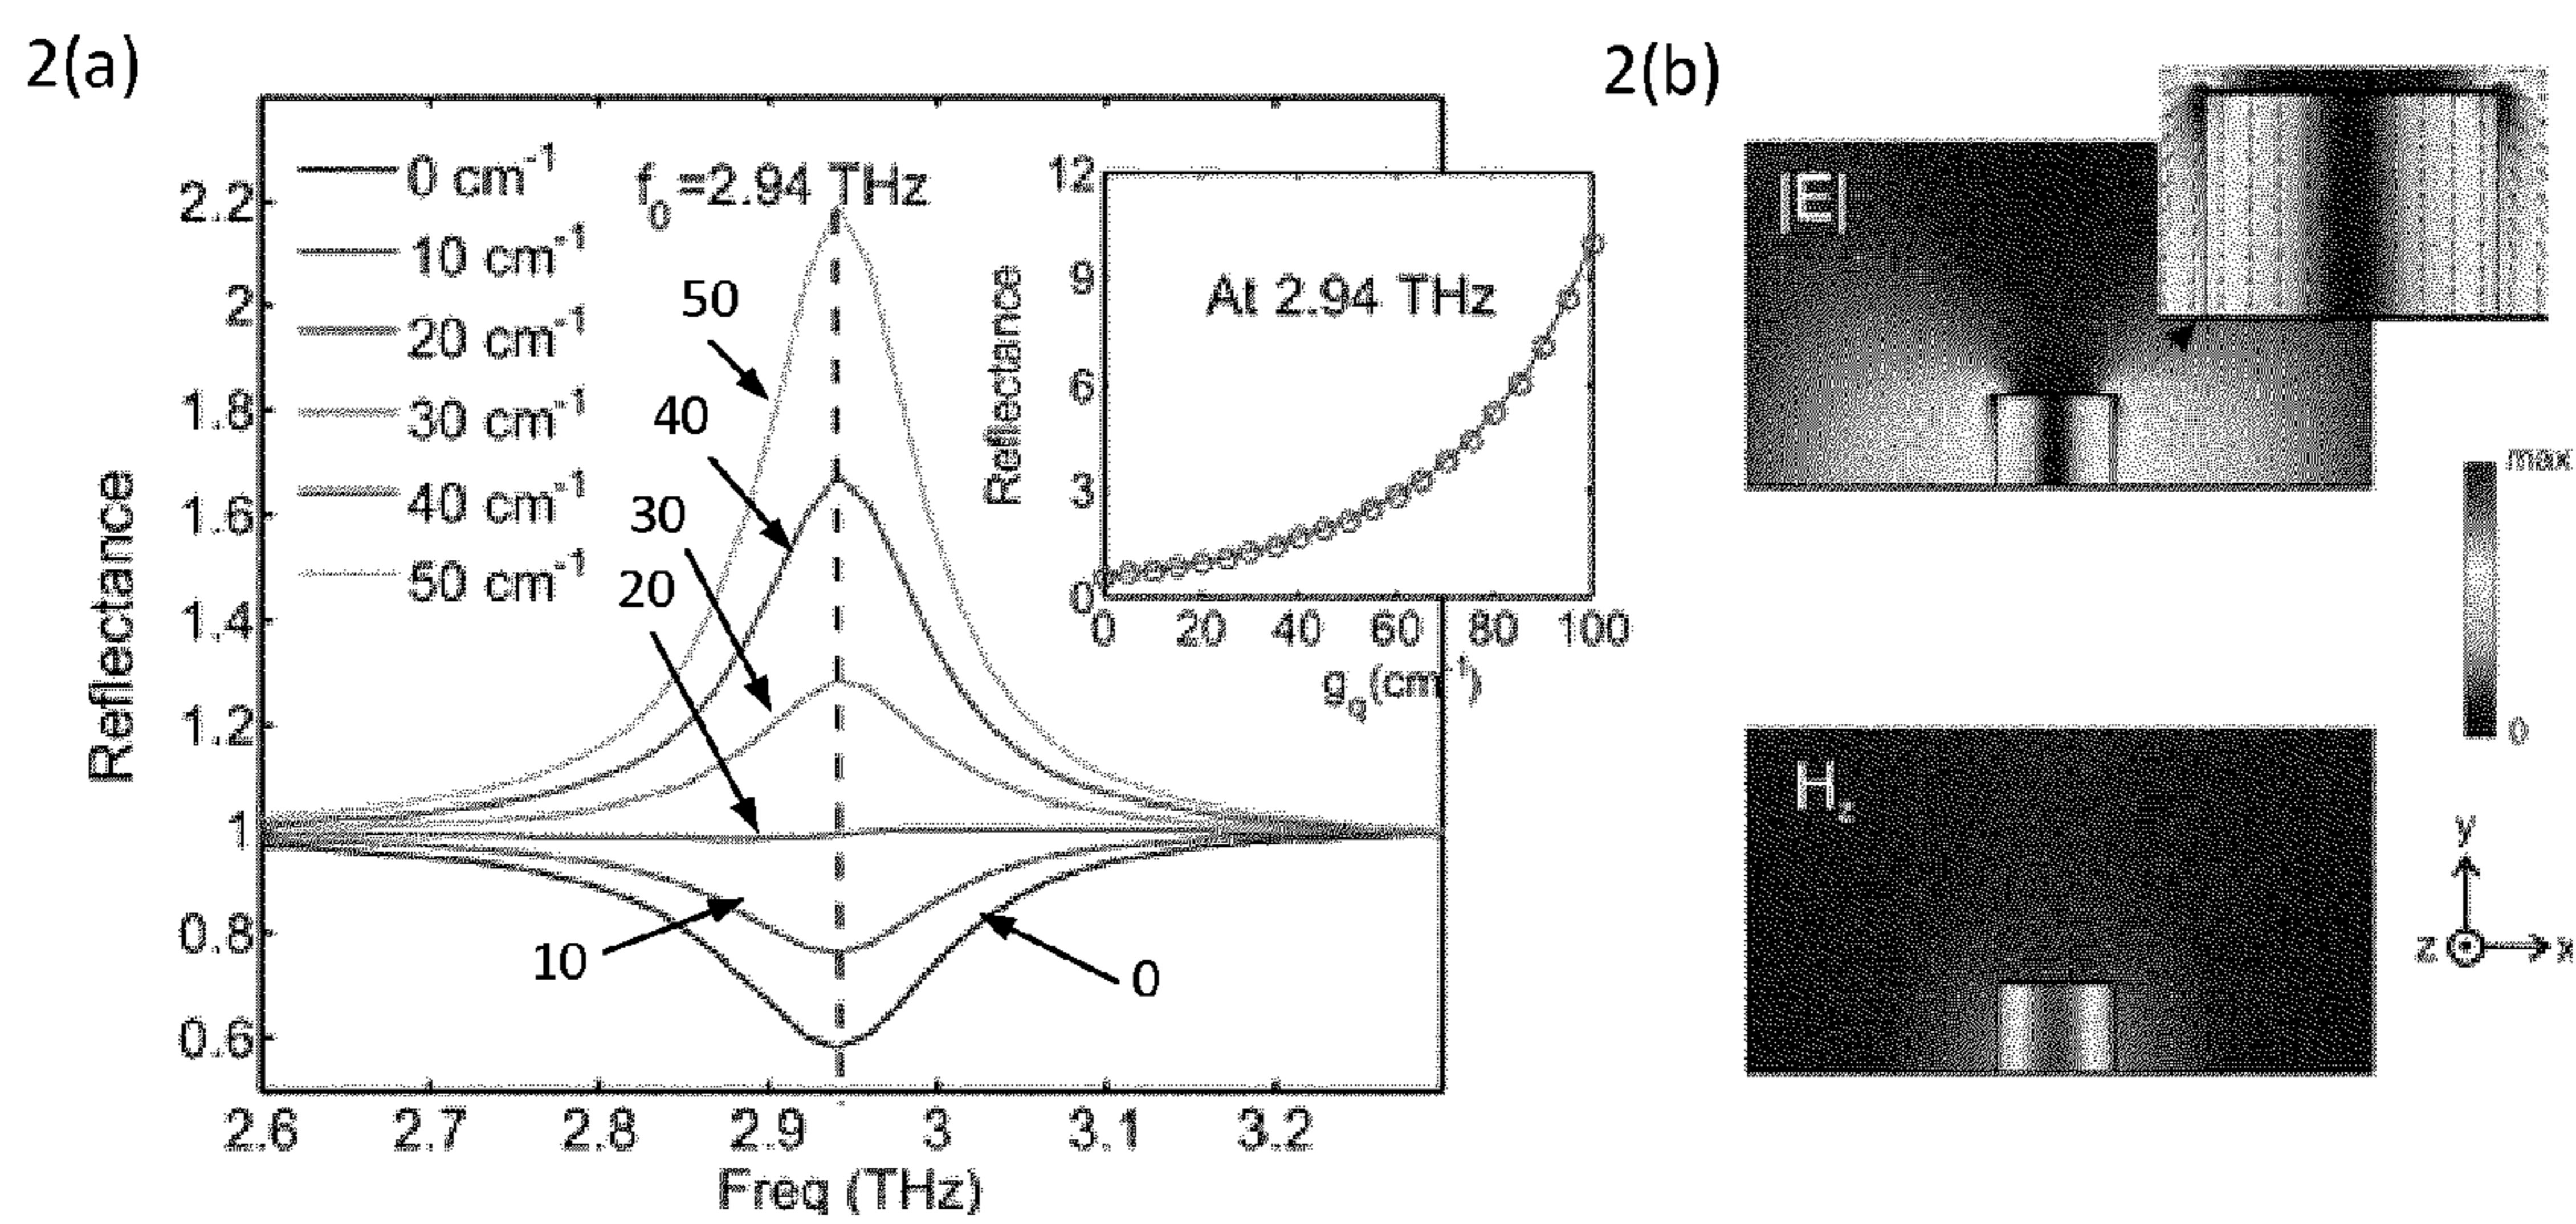 2(a)
2.2
2
1.8
1.6
1.4
1.2
1
0.8
0.6
Reflectance
0 cm⁻¹
10 cm⁻¹
20 cm⁻¹
30 cm⁻¹
40 cm⁻¹
50 cm⁻¹
f₀=2.94 THz
50
40
30
20
10
0
2.6 2.7 2.8 2.9 3 3.1 3.2
Freq (THz)
12
9
6
3
0
Reflectance
At 2.94 THz
0 20 40 60 80 100
g_q(cm⁻¹)
2(b)
|E|
max
0
H_z
y
z x